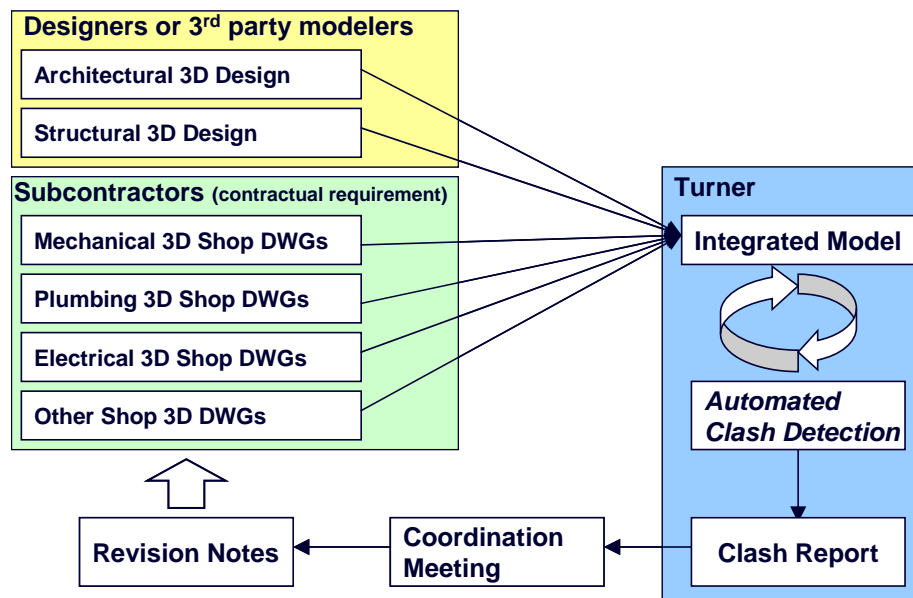 Designers or 3rd party modelers
Architectural 3D Design
Structural 3D Design
Subcontractors (contractual requirement)
Mechanical 3D Shop DWGs
Plumbing 3D Shop DWGs
Electrical 3D Shop DWGs
Other Shop 3D DWGs
Turner
Integrated Model
Automated
Clash Detection
Clash Report
Coordination
Meeting
Revision Notes